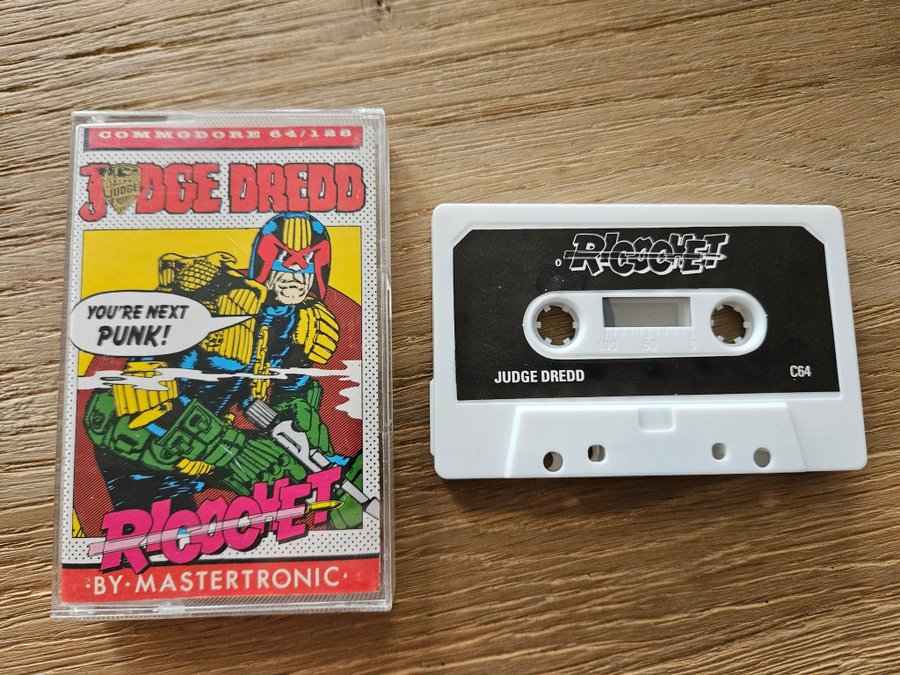 COMMODORE 64/128
JUDGE DREDD
JUDGE
YOU'RE NEXT
PUNK!
RICOCHET
·BY·MASTERTRONIC·
RICOCHET
100 50 0
JUDGE DREDD
C64